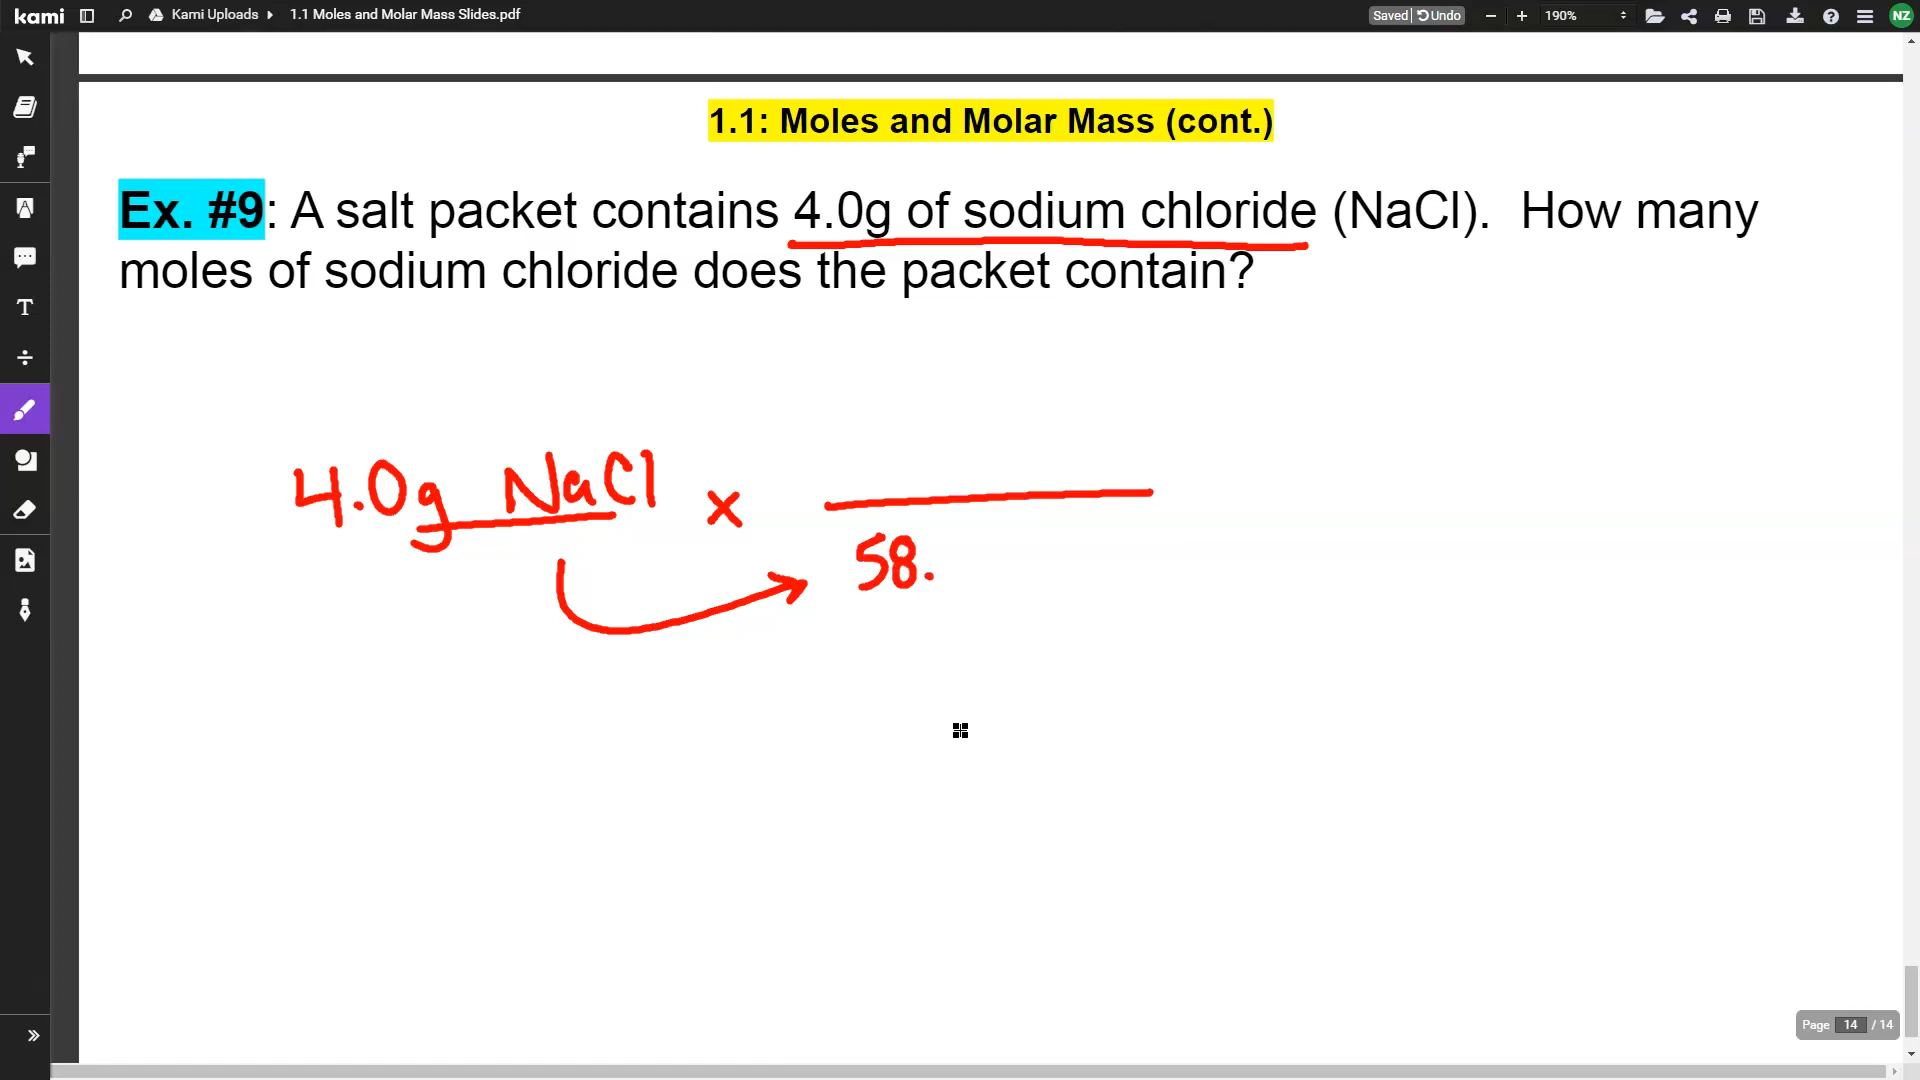 kami Kami Uploads 1.1 Moles and Molar Mass Slides.pdf Saved Undo 190% NZ
1.1: Moles and Molar Mass (cont.)
Ex. #9: A salt packet contains 4.0g of sodium chloride (NaCl). How many
moles of sodium chloride does the packet contain?
4.0g NaCl x
58.
Page 14 / 14